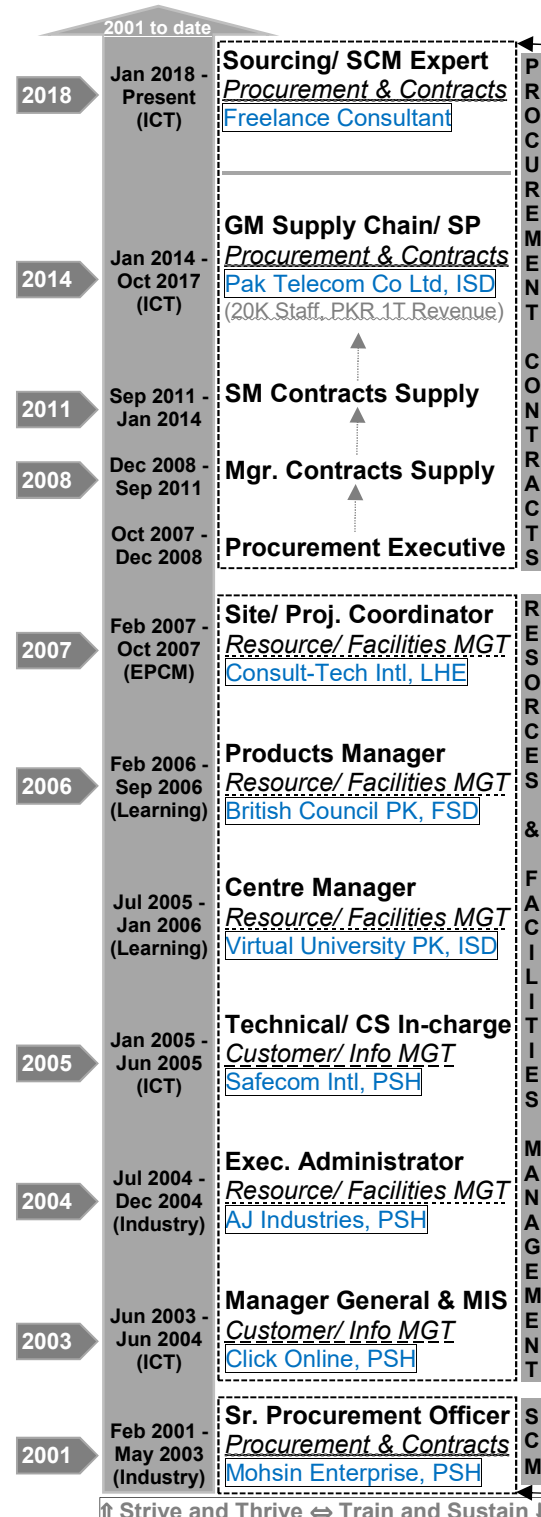 2001 to date
2018
Jan 2018 -
Present
(ICT)
Sourcing/ SCM Expert
Procurement & Contracts
Freelance Consultant
2014
Jan 2014 -
Oct 2017
(ICT)
GM Supply Chain/ SP
Procurement & Contracts
Pak Telecom Co Ltd, ISD
(20K Staff, PKR 1T Revenue)
2011
Sep 2011 -
Jan 2014
SM Contracts Supply
2008
Dec 2008 -
Sep 2011
Mgr. Contracts Supply
Oct 2007 -
Dec 2008
Procurement Executive
PROCUREMENT CONTRACTS
2007
Feb 2007 -
Oct 2007
(EPCM)
Site/ Proj. Coordinator
Resource/ Facilities MGT
Consult-Tech Intl, LHE
2006
Feb 2006 -
Sep 2006
(Learning)
Products Manager
Resource/ Facilities MGT
British Council PK, FSD
Jul 2005 -
Jan 2006
(Learning)
Centre Manager
Resource/ Facilities MGT
Virtual University PK, ISD
2005
Jan 2005 -
Jun 2005
(ICT)
Technical/ CS In-charge
Customer/ Info MGT
Safecom Intl, PSH
2004
Jul 2004 -
Dec 2004
(Industry)
Exec. Administrator
Resource/ Facilities MGT
AJ Industries, PSH
2003
Jun 2003 -
Jun 2004
(ICT)
Manager General & MIS
Customer/ Info MGT
Click Online, PSH
RESORCES & FACILITIES MANAGEMENT
2001
Feb 2001 -
May 2003
(Industry)
Sr. Procurement Officer
Procurement & Contracts
Mohsin Enterprise, PSH
SCM
⇑ Strive and Thrive ⇔ Train and Sustain